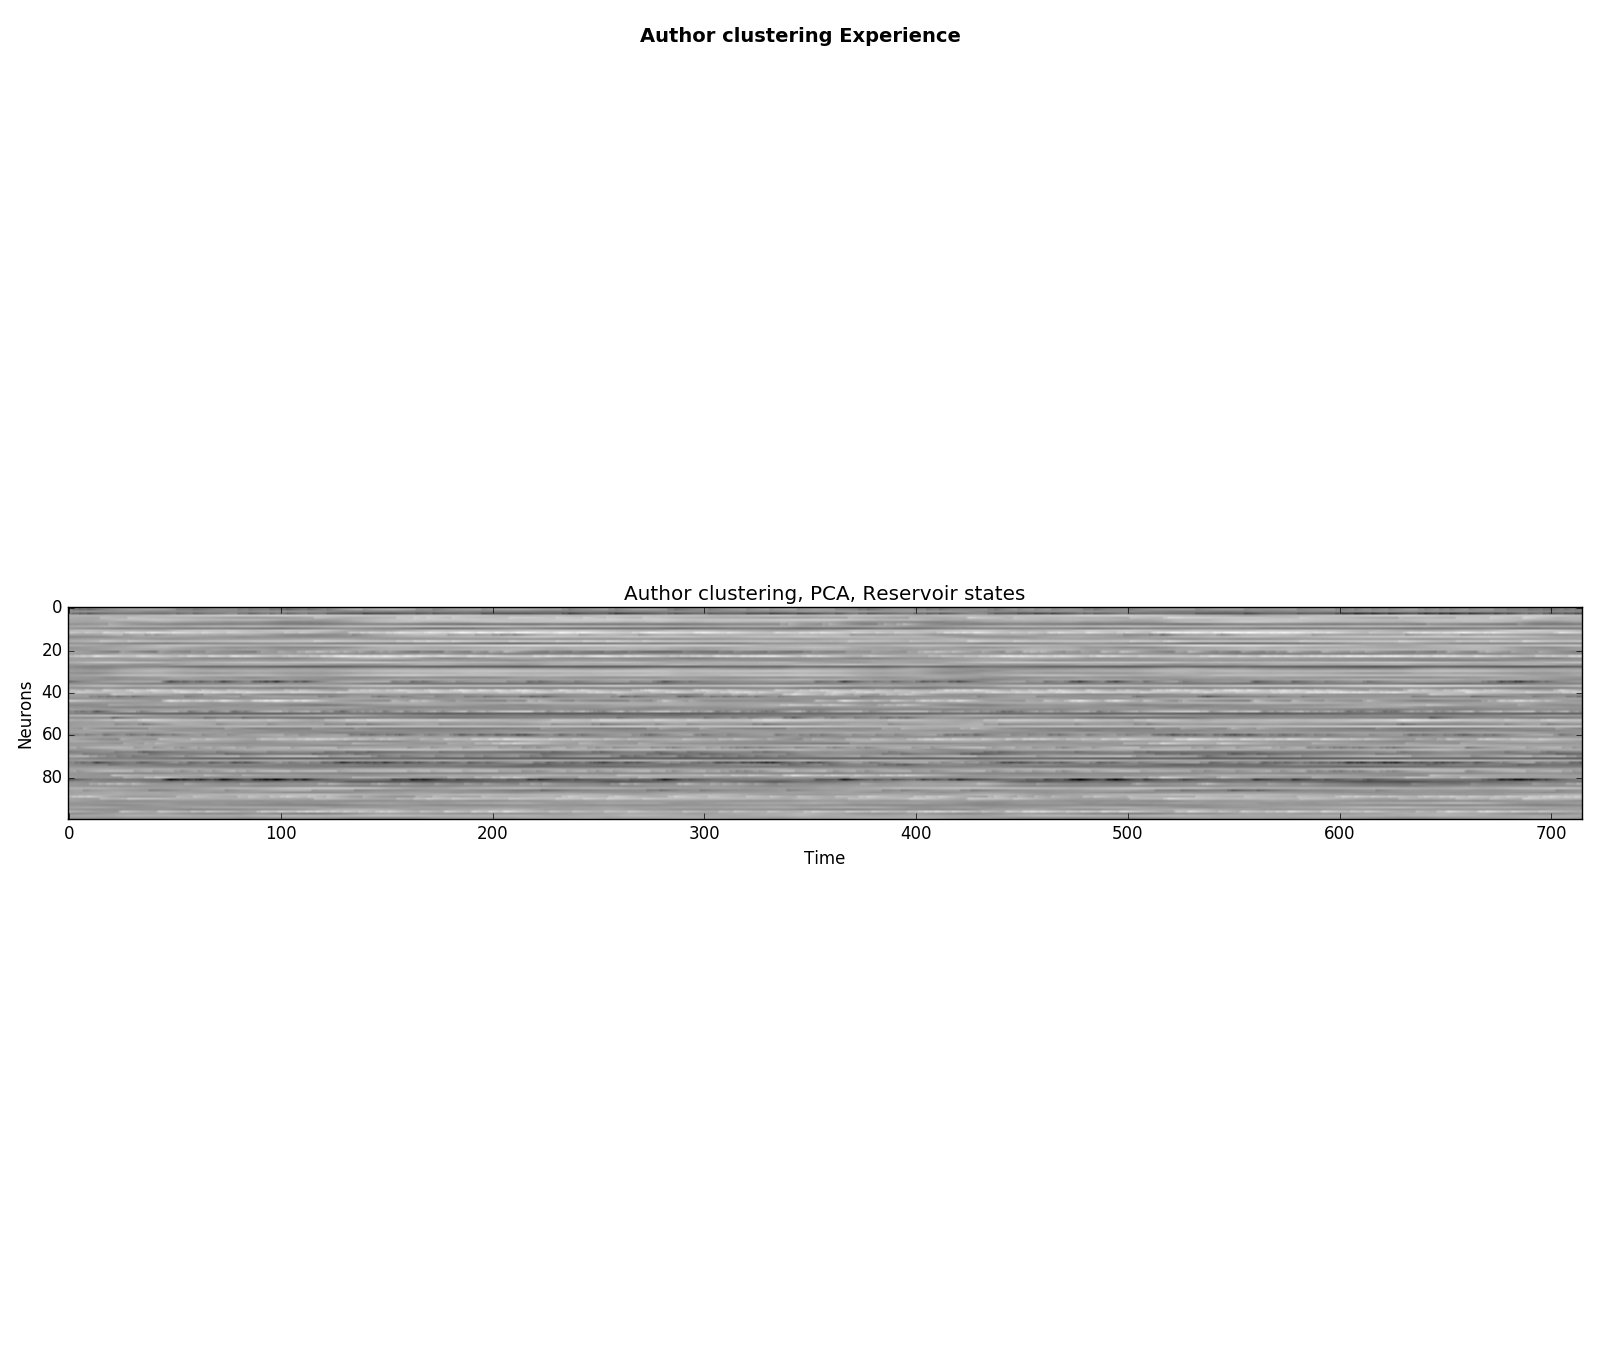 Author clustering Experience
Author clustering, PCA, Reservoir states
0
20
40
60
80
Neurons
0 100 200 300 400 500 600 700
Time